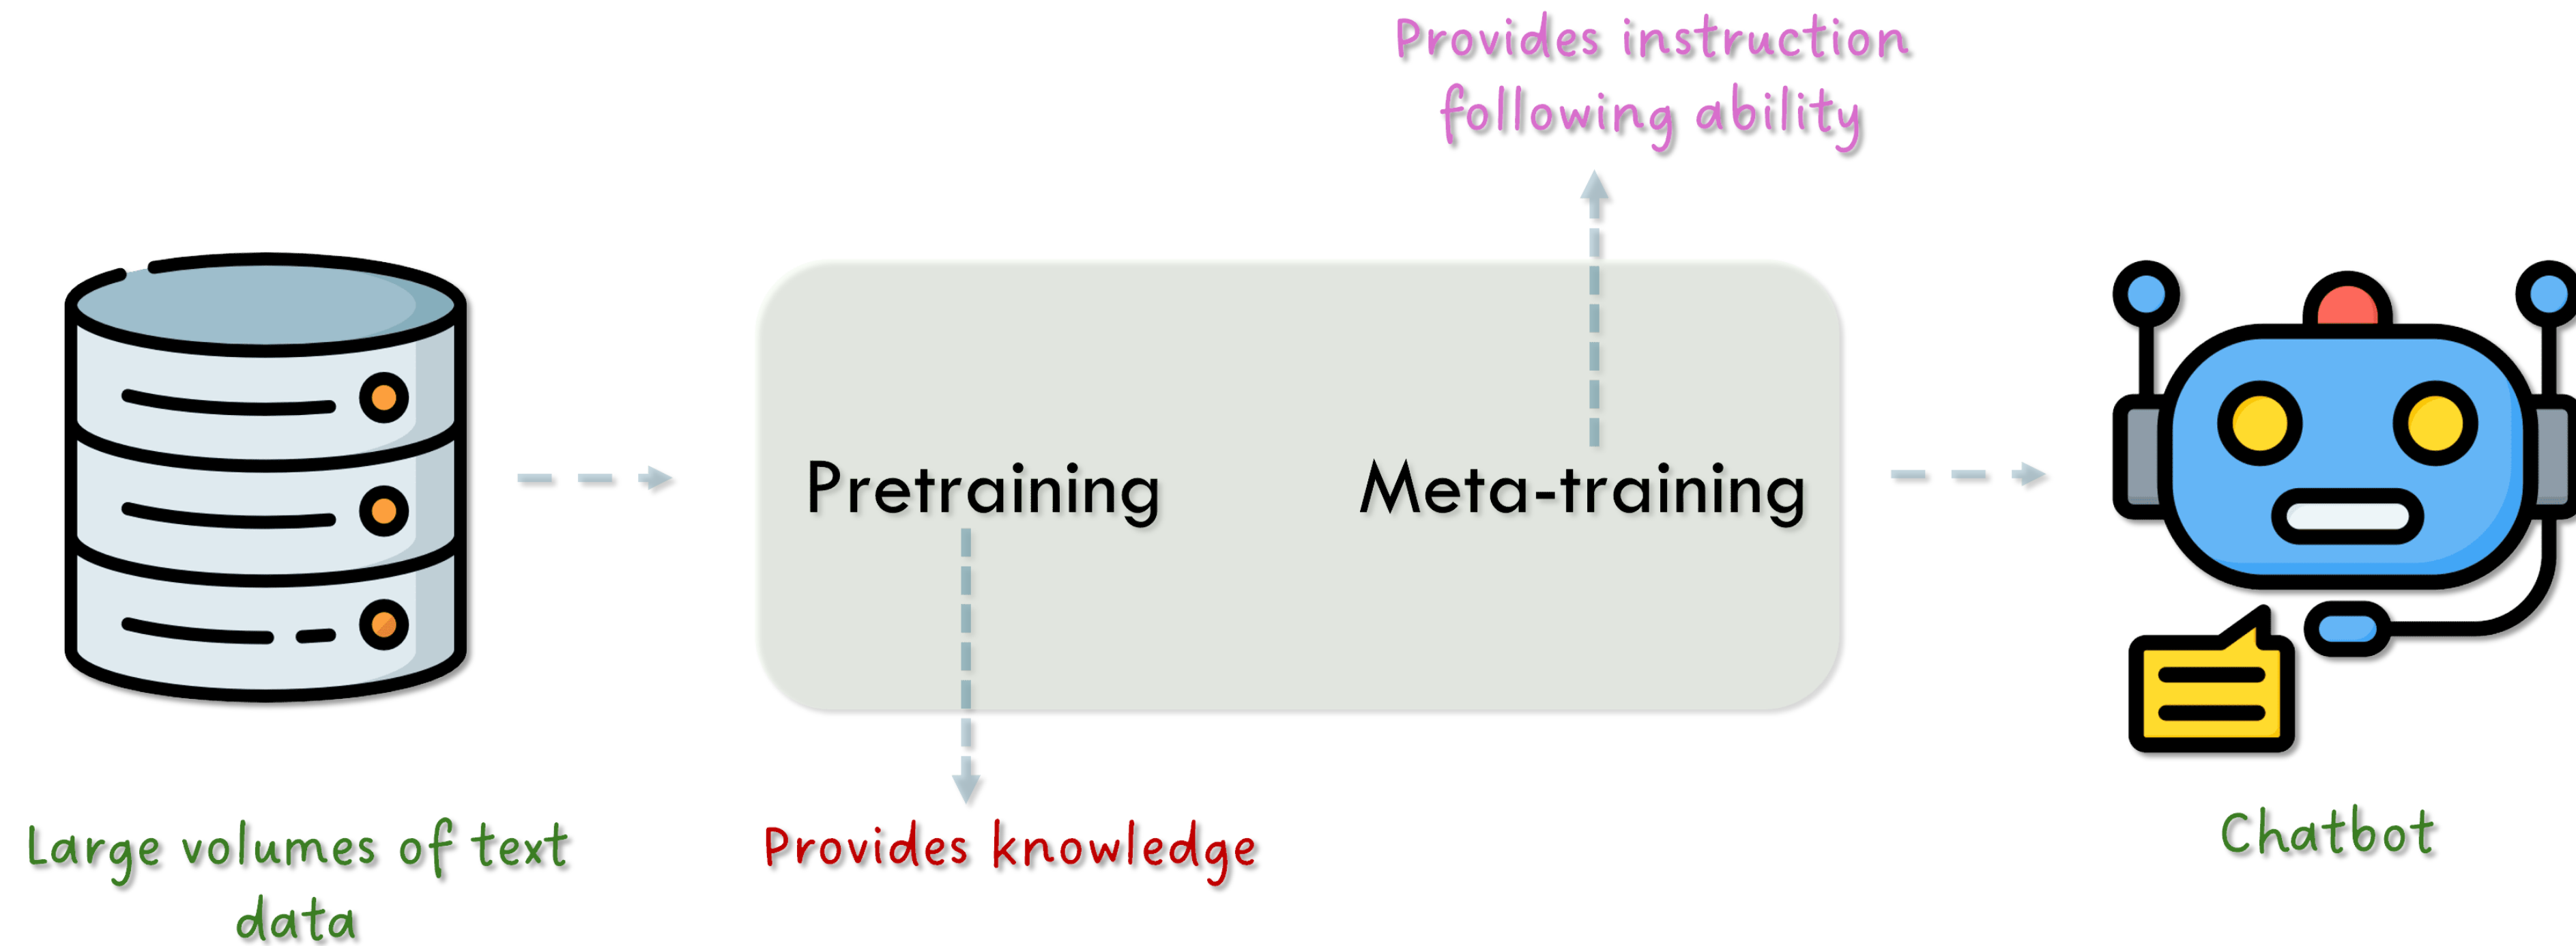 Provides instruction
following ability
Pretraining
Meta-training
Large volumes of text
data
Provides knowledge
Chatbot